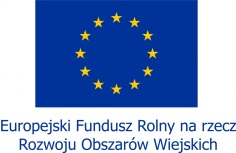 Europejski Fundusz Rolny na rzecz
Rozwoju Obszarów Wiejskich